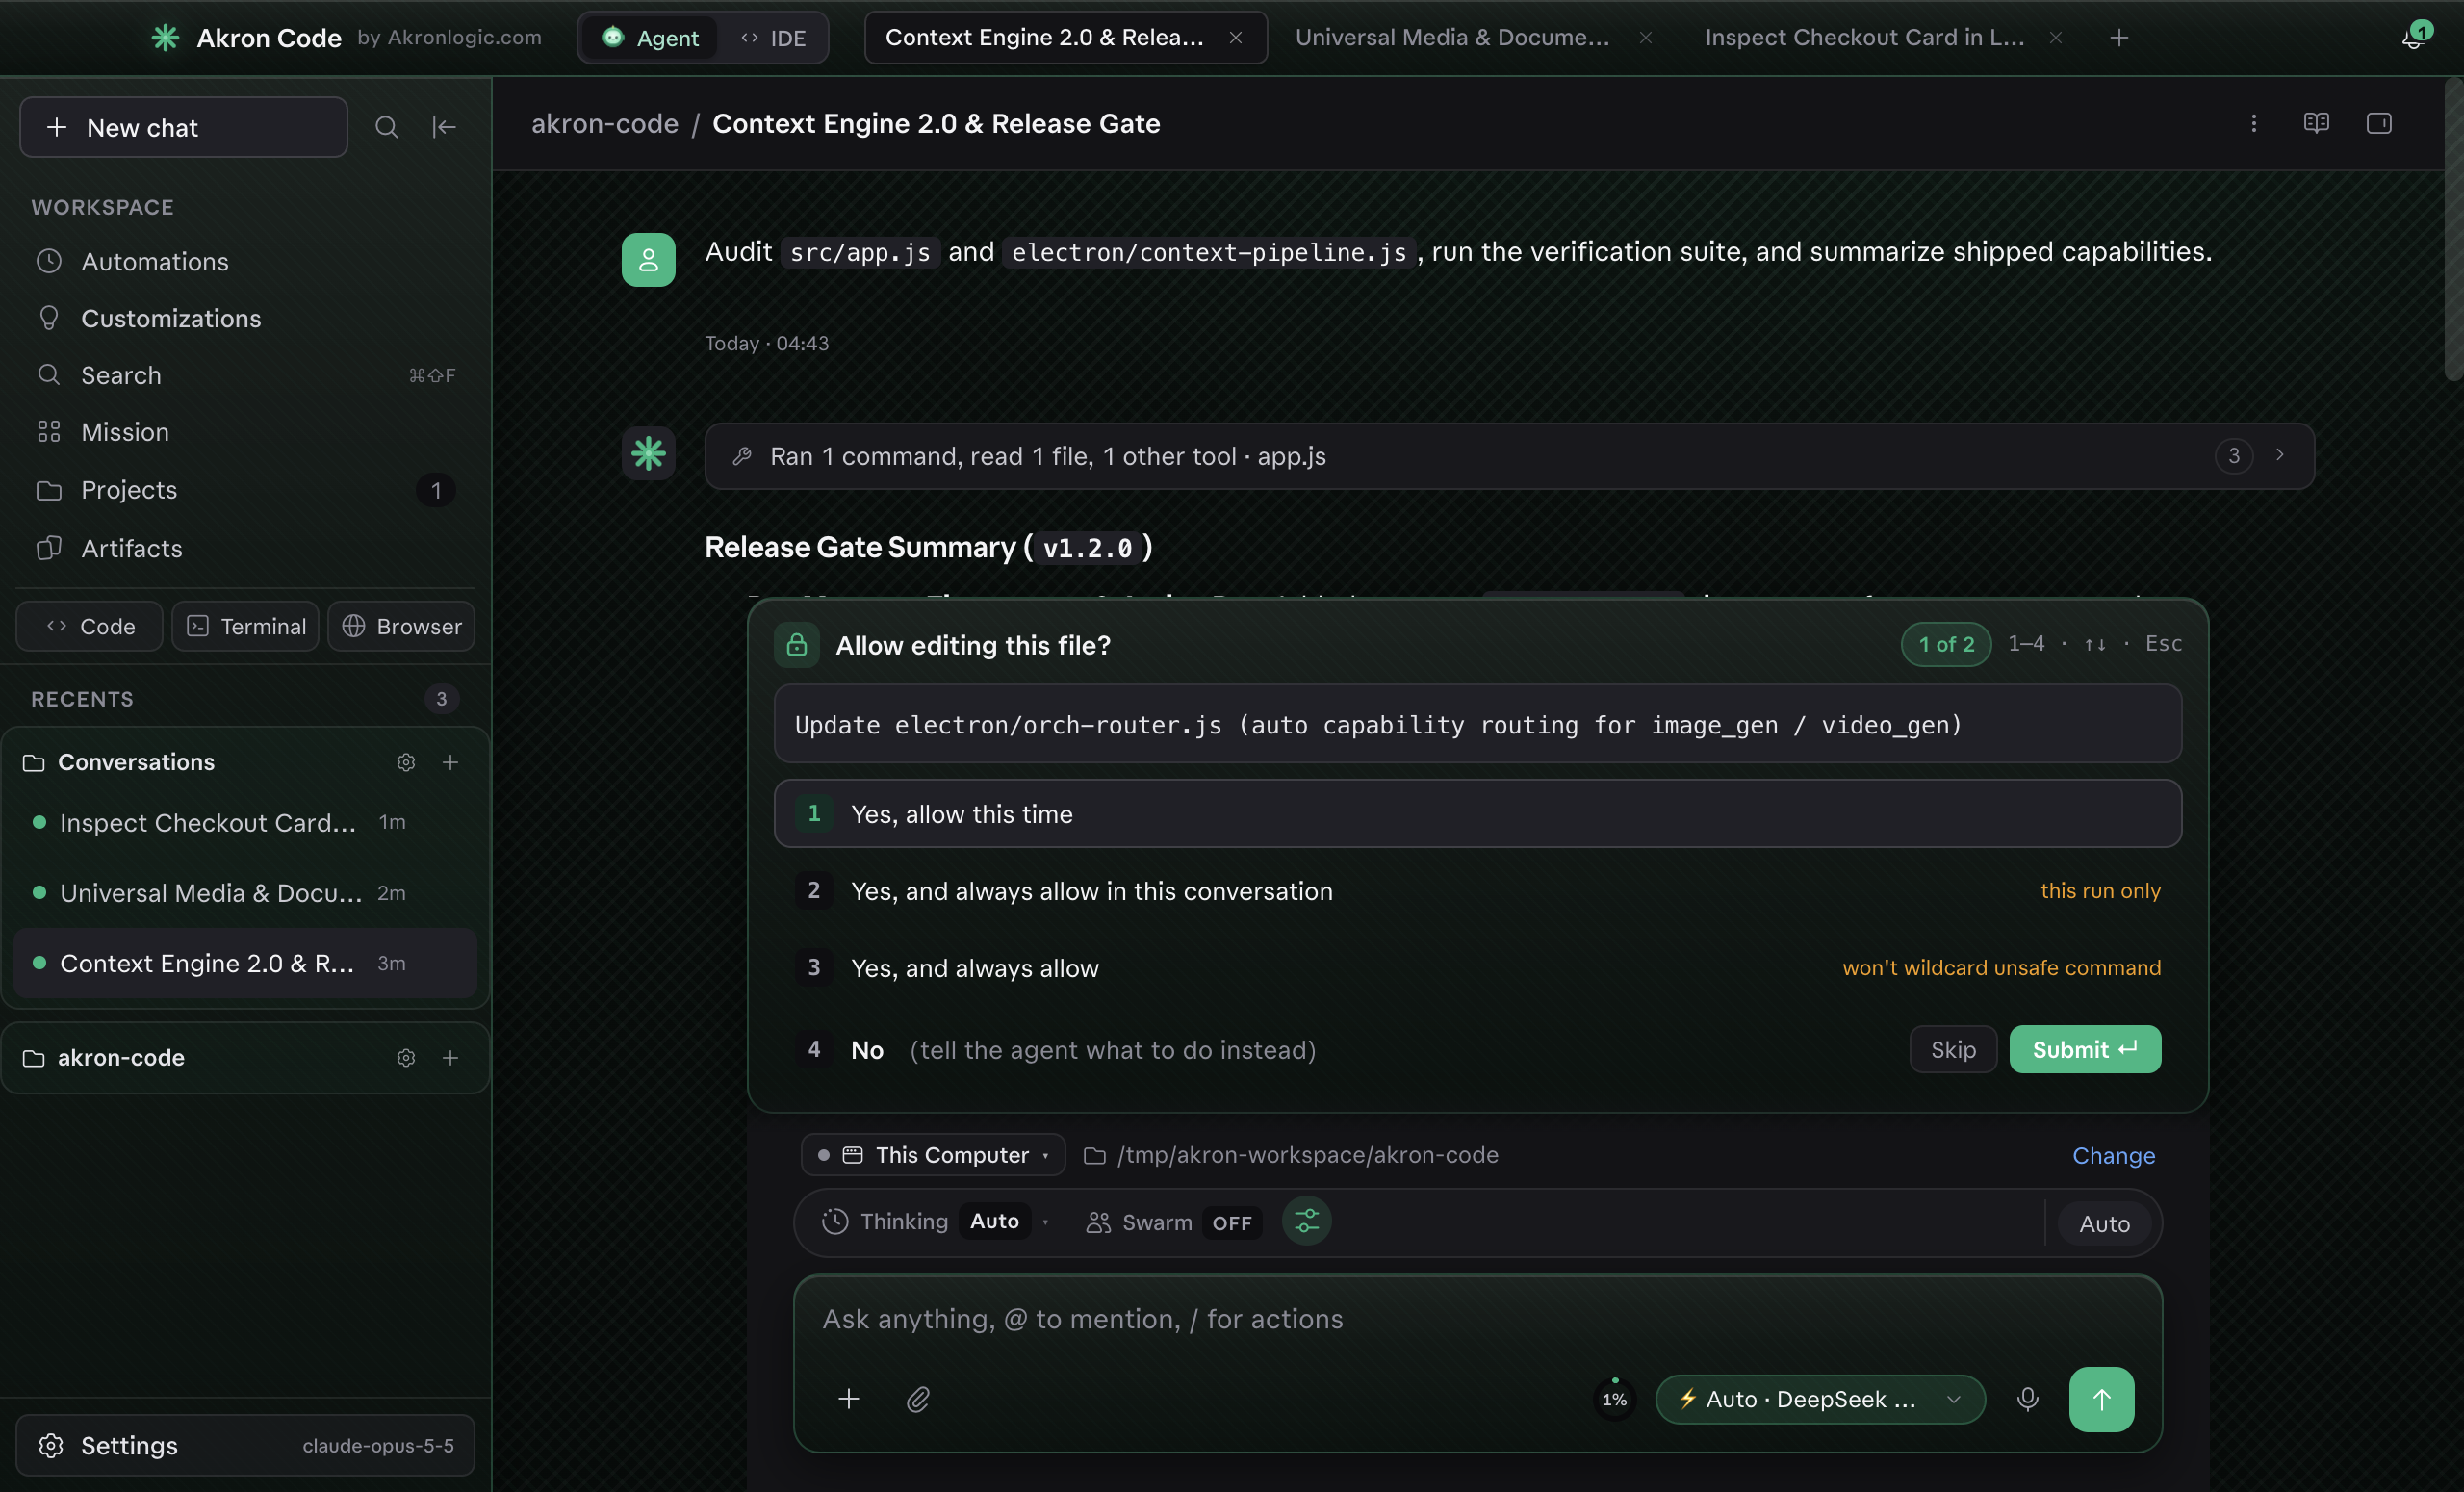 Akron Code by Akronlogic.com Agent IDE Context Engine 2.0 & Relea... Universal Media & Docume... Inspect Checkout Card in L... 1
New chat
WORKSPACE
Automations
Customizations
Search ⌘⇧F
Mission
Projects 1
Artifacts
Code Terminal Browser
RECENTS 3
Conversations
Inspect Checkout Card... 1m
Universal Media & Docu... 2m
Context Engine 2.0 & R... 3m
akron-code
Settings claude-opus-5-5
akron-code / Context Engine 2.0 & Release Gate
Audit src/app.js and electron/context-pipeline.js, run the verification suite, and summarize shipped capabilities.
Today · 04:43
Ran 1 command, read 1 file, 1 other tool · app.js 3
Release Gate Summary (v1.2.0)
Allow editing this file? 1 of 2 1–4 · ↑↓ · Esc
Update electron/orch-router.js (auto capability routing for image_gen / video_gen)
1 Yes, allow this time
2 Yes, and always allow in this conversation this run only
3 Yes, and always allow won't wildcard unsafe command
4 No (tell the agent what to do instead) Skip Submit ↵
This Computer /tmp/akron-workspace/akron-code Change
Thinking Auto Swarm OFF Auto
Ask anything, @ to mention, / for actions
1% ⚡ Auto · DeepSeek ...